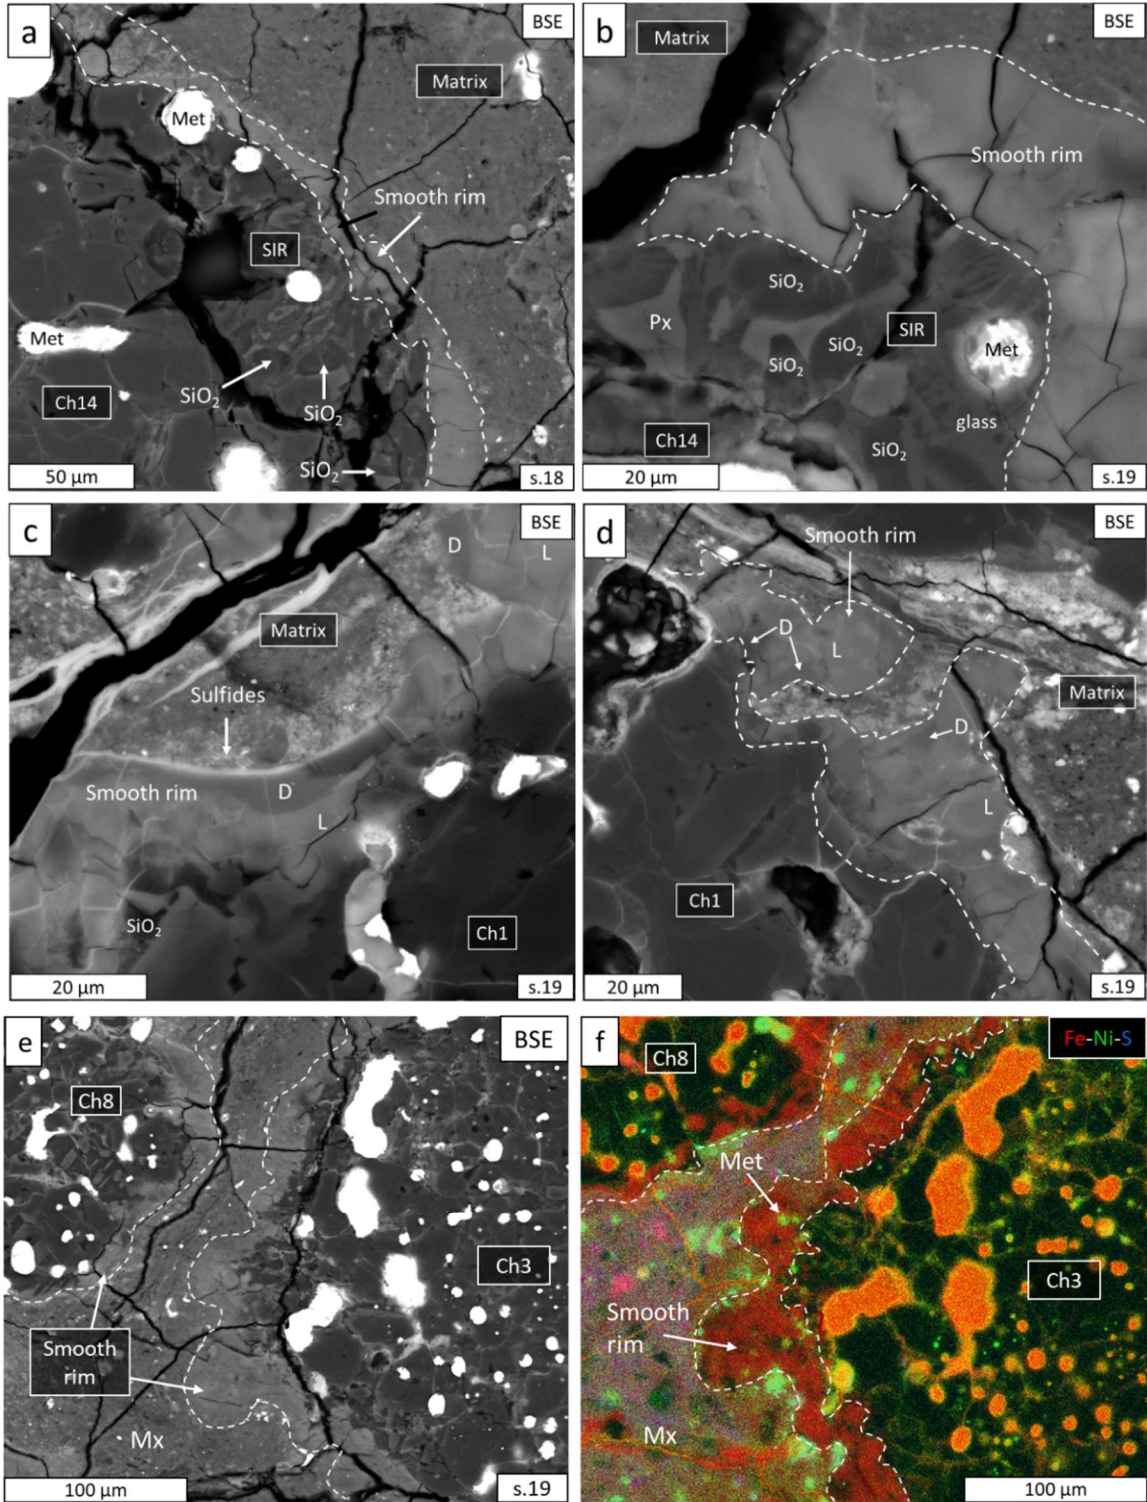 a
BSE
Matrix
Met
Smooth rim
SIR
Met
SiO₂
SiO₂
Ch14
SiO₂
50 µm
s.18
b
BSE
Matrix
Smooth rim
SiO₂
Px
SiO₂
SIR
SiO₂
Met
glass
Ch14
SiO₂
20 µm
s.19
c
BSE
D
L
Matrix
Sulfides
Smooth rim
D
L
SiO₂
Ch1
20 µm
s.19
d
BSE
Smooth rim
D
L
Matrix
D
L
Ch1
20 µm
s.19
e
BSE
Ch8
Ch3
Smooth
rim
Mx
100 µm
s.19
f
Fe-Ni-S
Ch8
Met
Ch3
Smooth
rim
Mx
100 µm